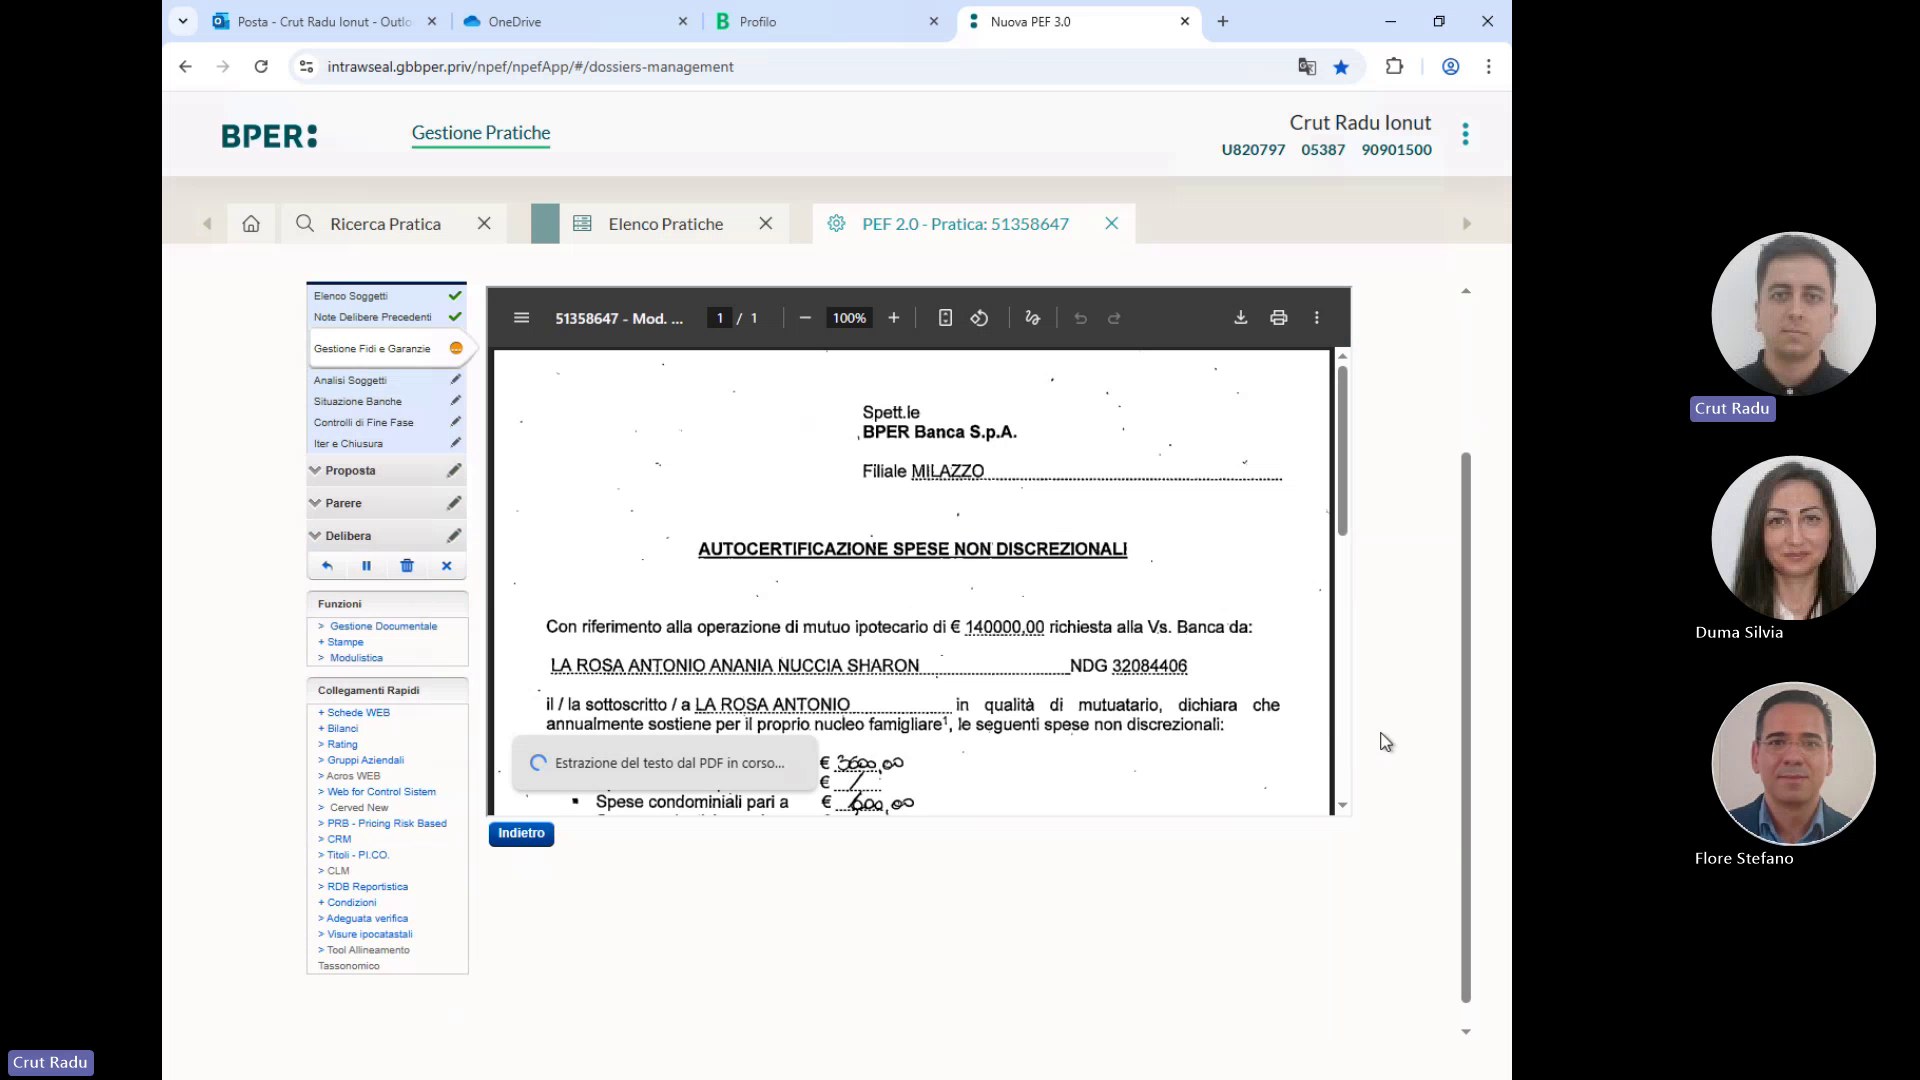 Posta - Crut Radu Ionut - Outlo
OneDrive
Profilo
Nuova PEF 3.0
intrawseal.gbbper.priv/npef/npefApp/#/dossiers-management
BPER:
Gestione Pratiche
Crut Radu Ionut
U820797 05387 90901500
Ricerca Pratica
Elenco Pratiche
PEF 2.0 - Pratica: 51358647
Elenco Soggetti
Note Delibere Precedenti
Gestione Fidi e Garanzie
Analisi Soggetti
Situazione Banche
Controlli di Fine Fase
Iter e Chiusura
Proposta
Parere
Delibera
Funzioni
> Gestione Documentale
+ Stampe
> Modulistica
Collegamenti Rapidi
+ Schede WEB
+ Bilanci
> Rating
> Gruppi Aziendali
> Acros WEB
> Web for Control Sistem
> Cerved New
> PRB - Pricing Risk Based
> CRM
> Titoli - PI.CO.
> CLM
> RDB Reportistica
+ Condizioni
> Adeguata verifica
> Visure ipocatastali
> Tool Allineamento
Tassonomico
51358647 - Mod. ...
1 / 1
100%
Spett.le
BPER Banca S.p.A.
Filiale MILAZZO
AUTOCERTIFICAZIONE SPESE NON DISCREZIONALI
Con riferimento alla operazione di mutuo ipotecario di € 140000,00 richiesta alla Vs. Banca da:
LA ROSA ANTONIO ANANIA NUCCIA SHARON NDG 32084406
il / la sottoscritto / a LA ROSA ANTONIO in qualità di mutuatario, dichiara che
annualmente sostiene per il proprio nucleo famigliare¹, le seguenti spese non discrezionali:
€ 3600,00
€ /
▪ Spese condominiali pari a € 600,00
Estrazione del testo dal PDF in corso...
Indietro
Crut Radu
Duma Silvia
Flore Stefano
Crut Radu